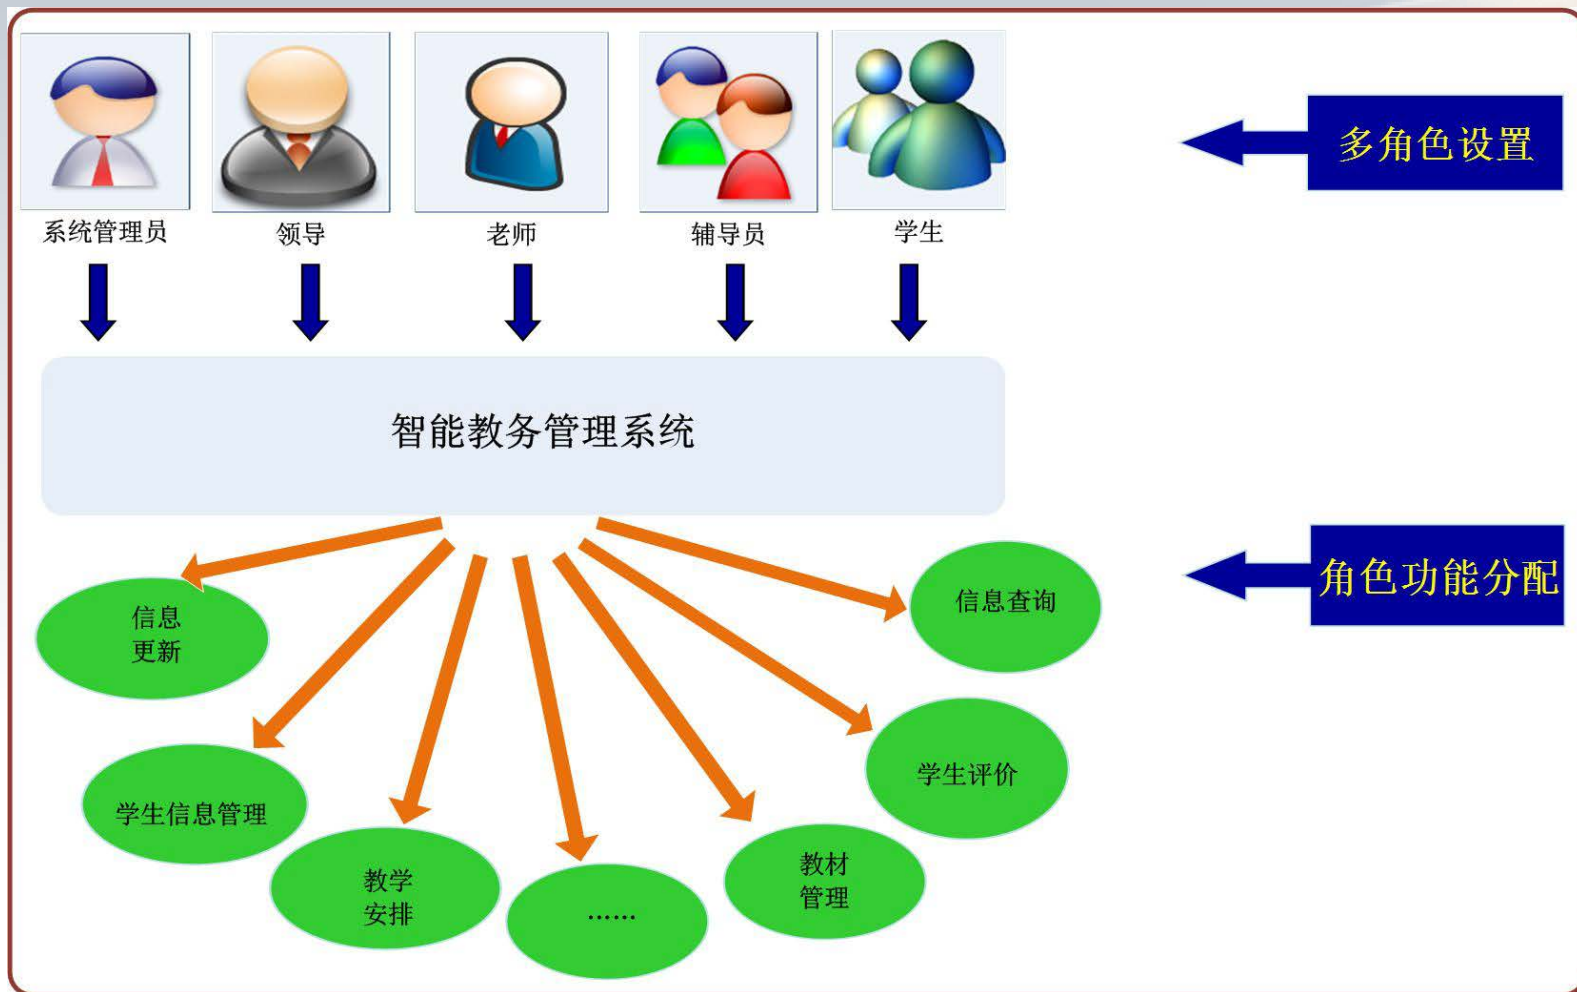 多角色设置
系统管理员
领导
老师
辅导员
学生
智能教务管理系统
角色功能分配
信息
更新
信息查询
学生信息管理
学生评价
教学
安排
……
教材
管理